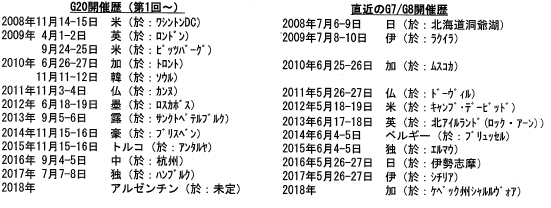 G20開催歴（第1回～）
2008年11月14-15日 米（於：ワシントンDC）
2009年 4月1-2日 英（於：ロンドン）
9月24-25日 米（於：ピッツバーグ）
2010年 6月26-27日 加（於：トロント）
11月11-12日 韓（於：ソウル）
2011年11月3-4日 仏（於：カンヌ）
2012年 6月18-19日 墨（於：ロスカボス）
2013年 9月5-6日 露（於：サンクトペテルブルク）
2014年11月15-16日 豪（於：ブリスベン）
2015年11月15-16日 トルコ（於：アンタルヤ）
2016年 9月4-5日 中（於：杭州）
2017年 7月7-8日 独（於：ハンブルク）
2018年 アルゼンチン（於：未定）
直近のG7/G8開催歴
2008年7月6-9日 日（於：北海道洞爺湖）
2009年7月8-10日 伊（於：ラクイラ）
2010年6月25-26日 加（於：ムスコカ）
2011年5月26-27日 仏（於：ドーヴィル）
2012年5月18-19日 米（於：キャンプ・デービッド）
2013年6月17-18日 英（於：北アイルランド（ロック・アーン））
2014年6月4-5日 ベルギー（於：ブリュッセル）
2015年6月4-5日 独（於：エルマウ）
2016年5月26-27日 日（於：伊勢志摩）
2017年5月26-27日 伊（於：シチリア）
2018年 加（於：ケベック州シャルルヴォア）